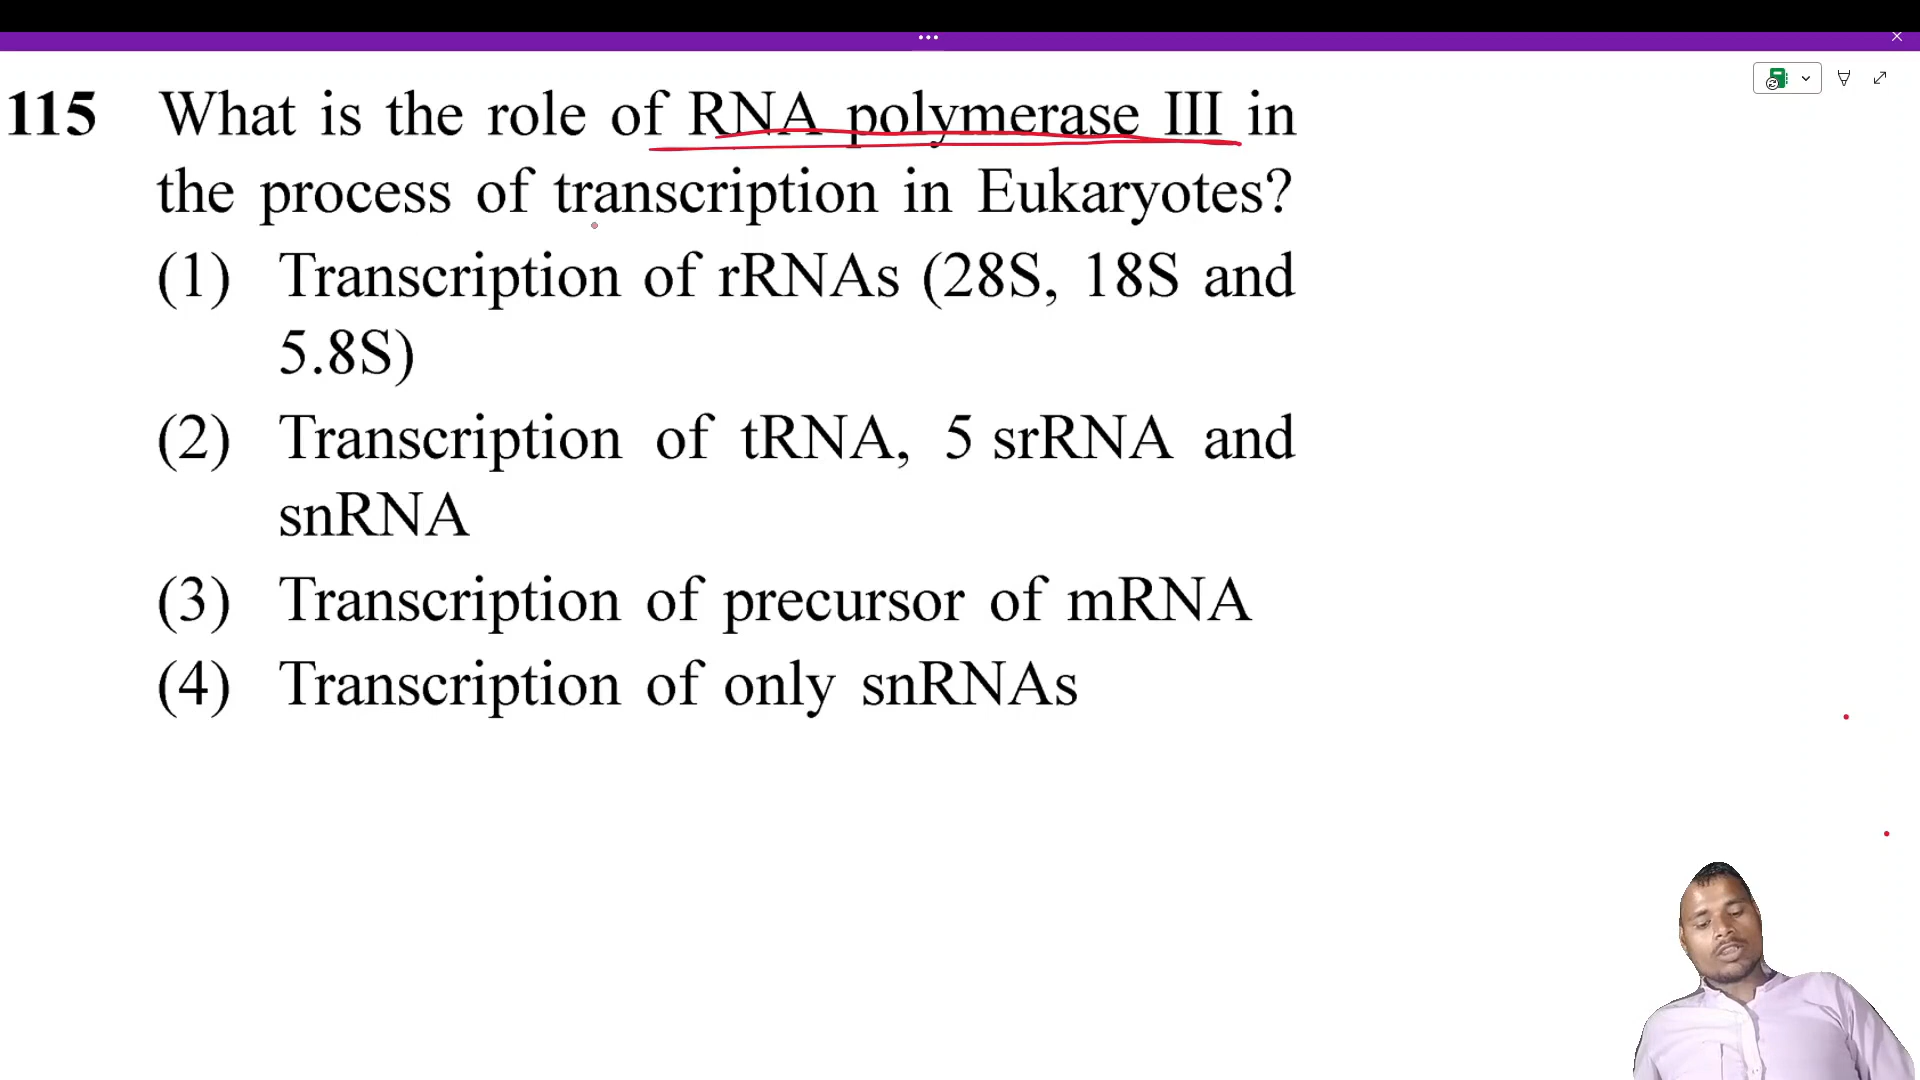 115 What is the role of RNA polymerase III in
the process of transcription in Eukaryotes?
(1) Transcription of rRNAs (28S, 18S and
5.8S)
(2) Transcription of tRNA, 5 srRNA and
snRNA
(3) Transcription of precursor of mRNA
(4) Transcription of only snRNAs